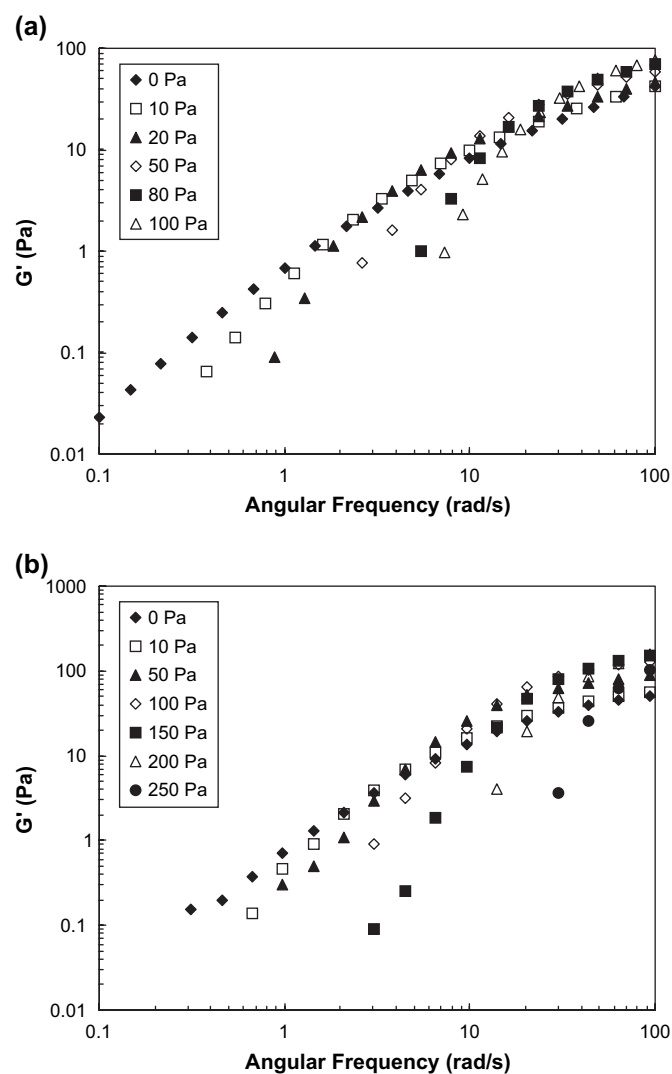 (a)
100
10
1
0.1
0.01
G' (Pa)
0 Pa
10 Pa
20 Pa
50 Pa
80 Pa
100 Pa
0.1 1 10 100
Angular Frequency (rad/s)
(b)
1000
100
10
1
0.1
0.01
G' (Pa)
0 Pa
10 Pa
50 Pa
100 Pa
150 Pa
200 Pa
250 Pa
0.1 1 10 100
Angular Frequency (rad/s)